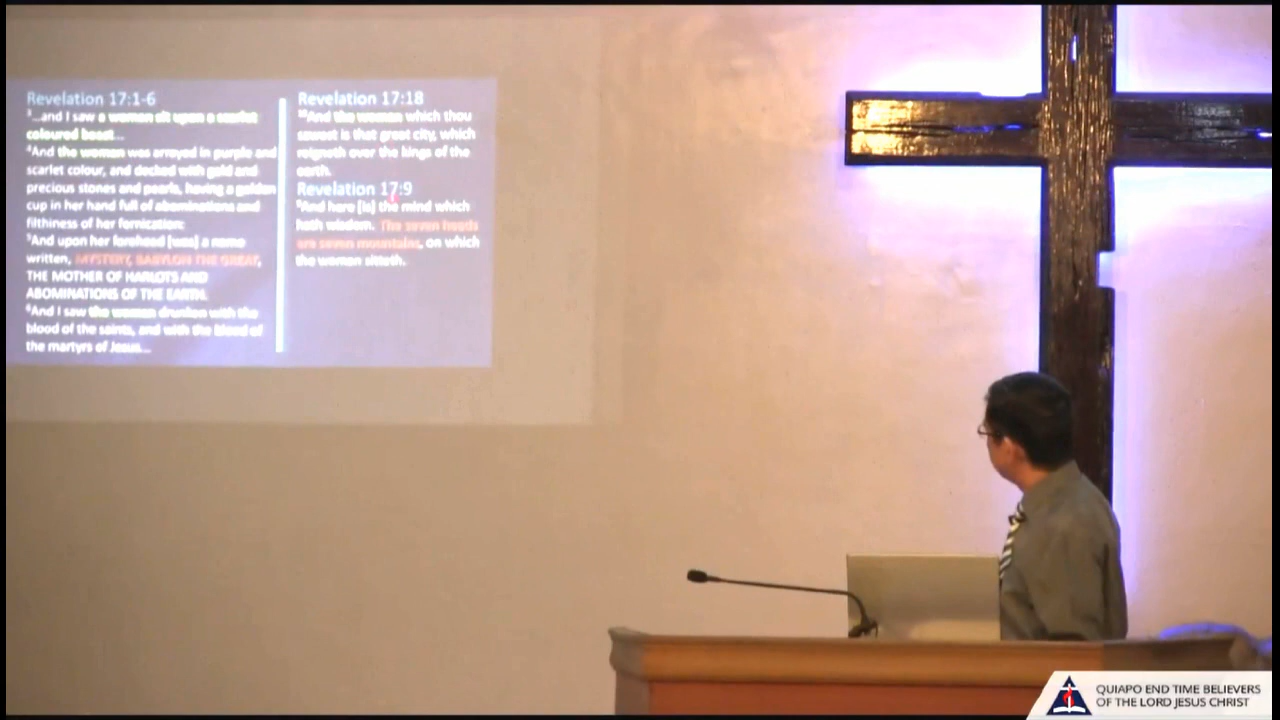 Revelation 17:1-6
3...and I saw a woman sit upon a scarlet
coloured beast...
4And the woman was arrayed in purple and
scarlet colour, and decked with gold and
precious stones and pearls, having a golden
cup in her hand full of abominations and
filthiness of her fornication:
5And upon her forehead [was] a name
written, MYSTERY, BABYLON THE GREAT,
THE MOTHER OF HARLOTS AND
ABOMINATIONS OF THE EARTH.
6And I saw the woman drunken with the
blood of the saints, and with the blood of
the martyrs of Jesus...
Revelation 17:18
18And the woman which thou
sawest is that great city, which
reigneth over the kings of the
earth.
Revelation 17:9
9And here [is] the mind which
hath wisdom. The seven heads
are seven mountains, on which
the woman sitteth.
QUIAPO END TIME BELIEVERS
OF THE LORD JESUS CHRIST